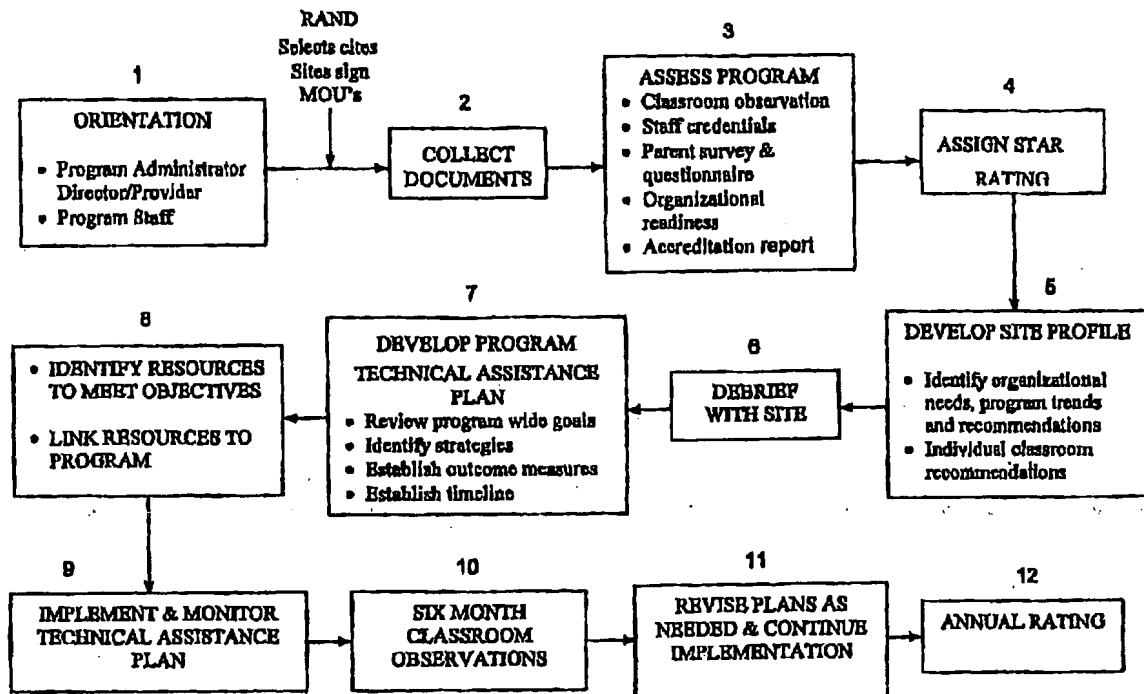 RAND
Selects cites
Sites sign
MOU's
1
ORIENTATION
• Program Administrator
Director/Provider
• Program Staff
2
COLLECT
DOCUMENTS
3
ASSESS PROGRAM
• Classroom observation
• Staff credentials
• Parent survey &
questionnaire
• Organizational
readiness
• Accreditation report
4
ASSIGN STAR
RATING
5
DEVELOP SITE PROFILE
• Identify organizational
needs, program trends
and recommendations
• Individual classroom
recommendations
6
DEBRIEF
WITH SITE
7
DEVELOP PROGRAM
TECHNICAL ASSISTANCE
PLAN
• Review program wide goals
• Identify strategies
• Establish outcome measures
• Establish timeline
8
• IDENTIFY RESOURCES
TO MEET OBJECTIVES
• LINK RESOURCES TO
PROGRAM
9
IMPLEMENT & MONITOR
TECHNICAL ASSISTANCE
PLAN
10
SIX MONTH
CLASSROOM
OBSERVATIONS
11
REVISE PLANS AS
NEEDED & CONTINUE
IMPLEMENTATION
12
ANNUAL RATING